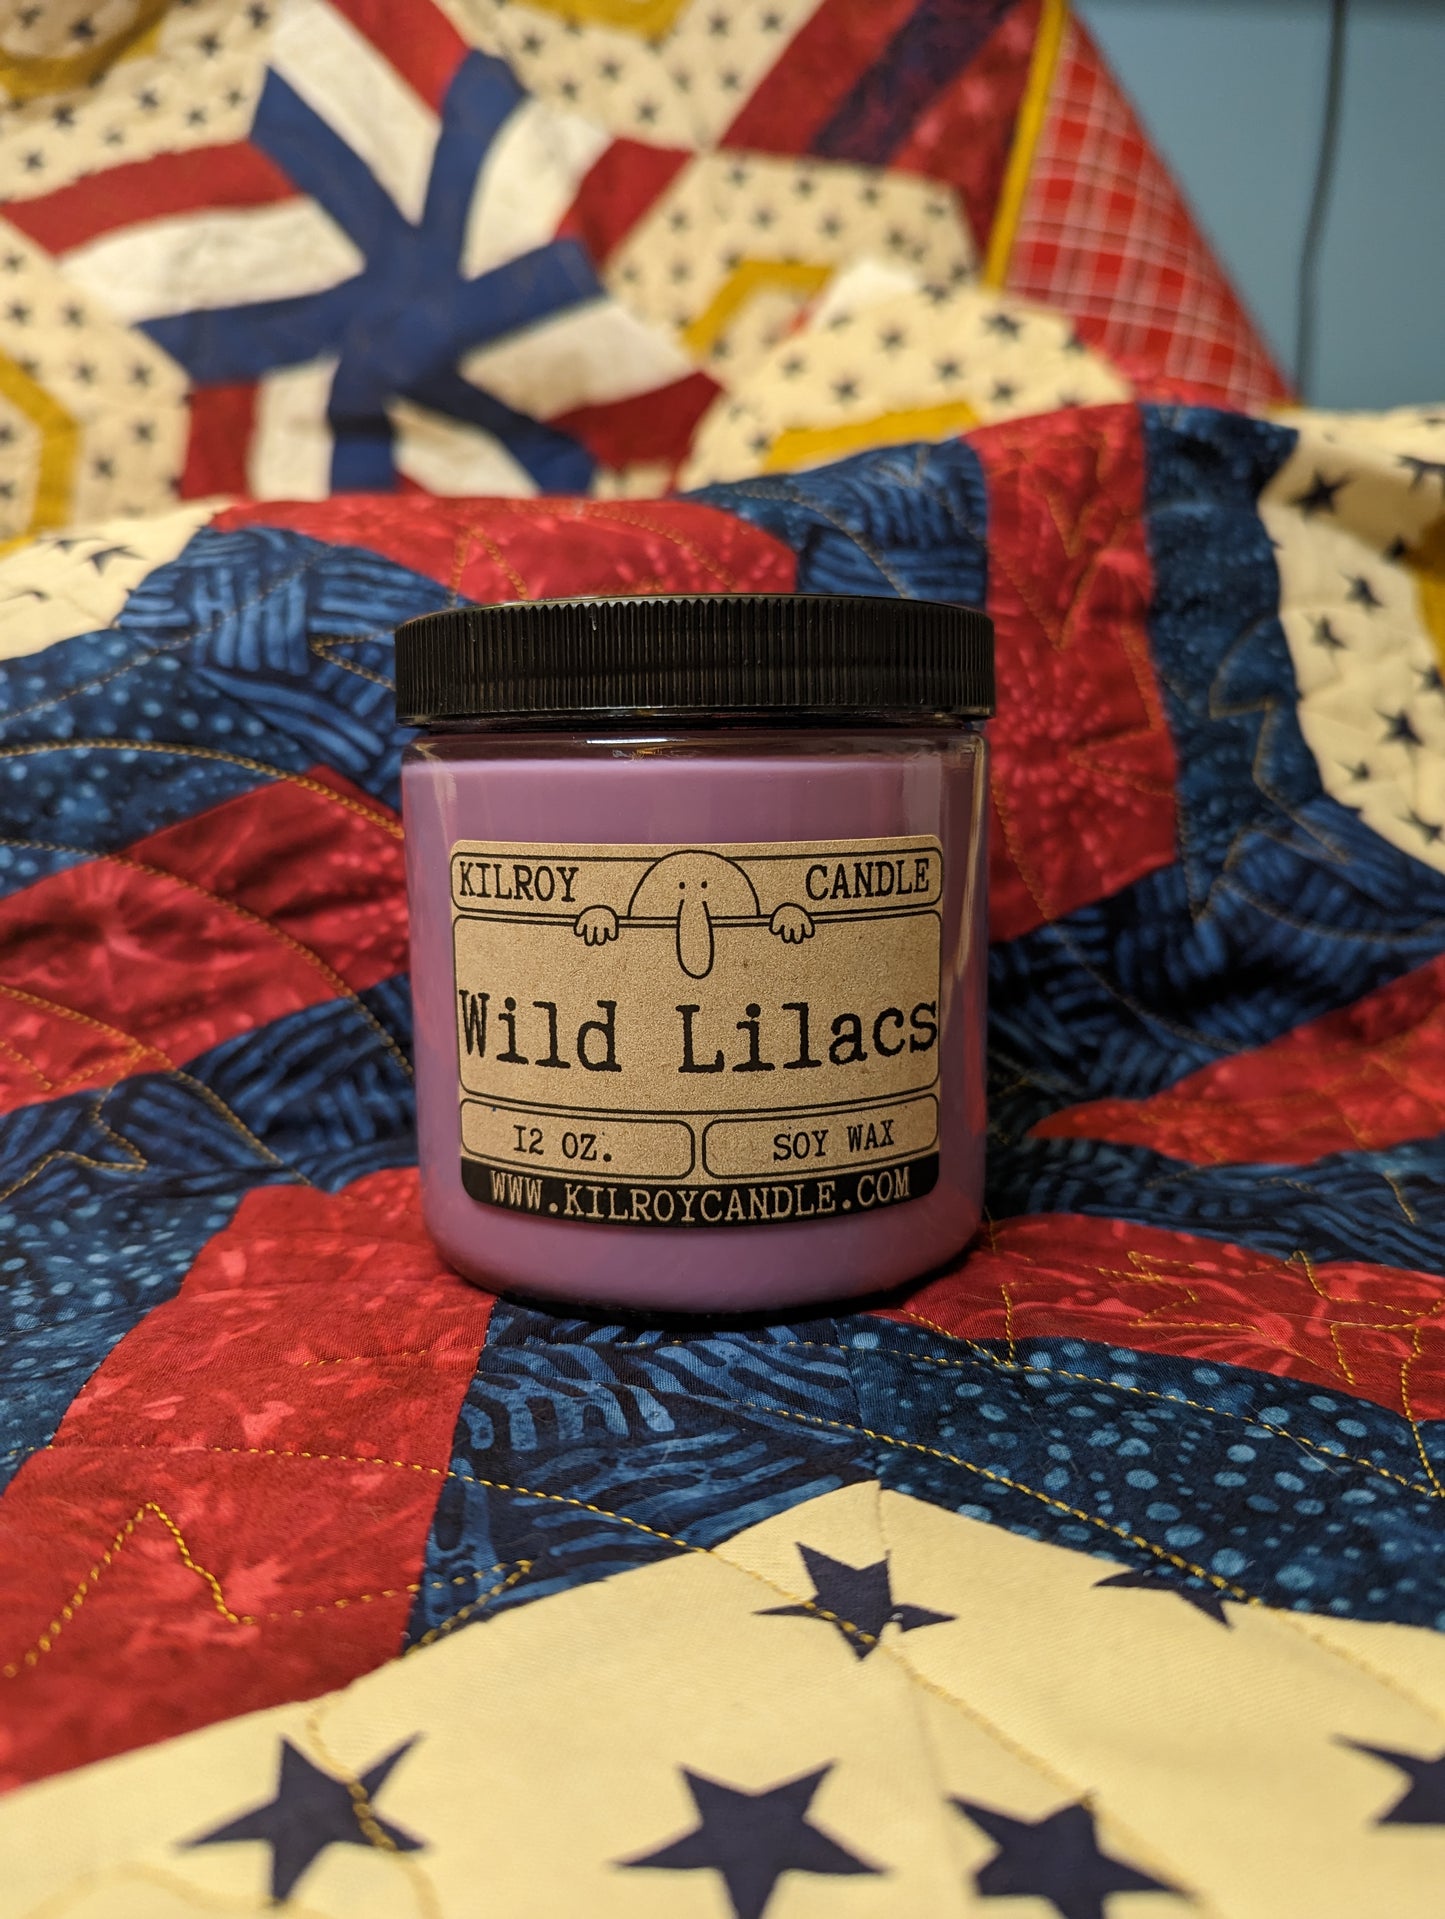 KILROY CANDLE
Wild Lilacs
12 OZ. SOY WAX
WWW.KILROYCANDLE.COM